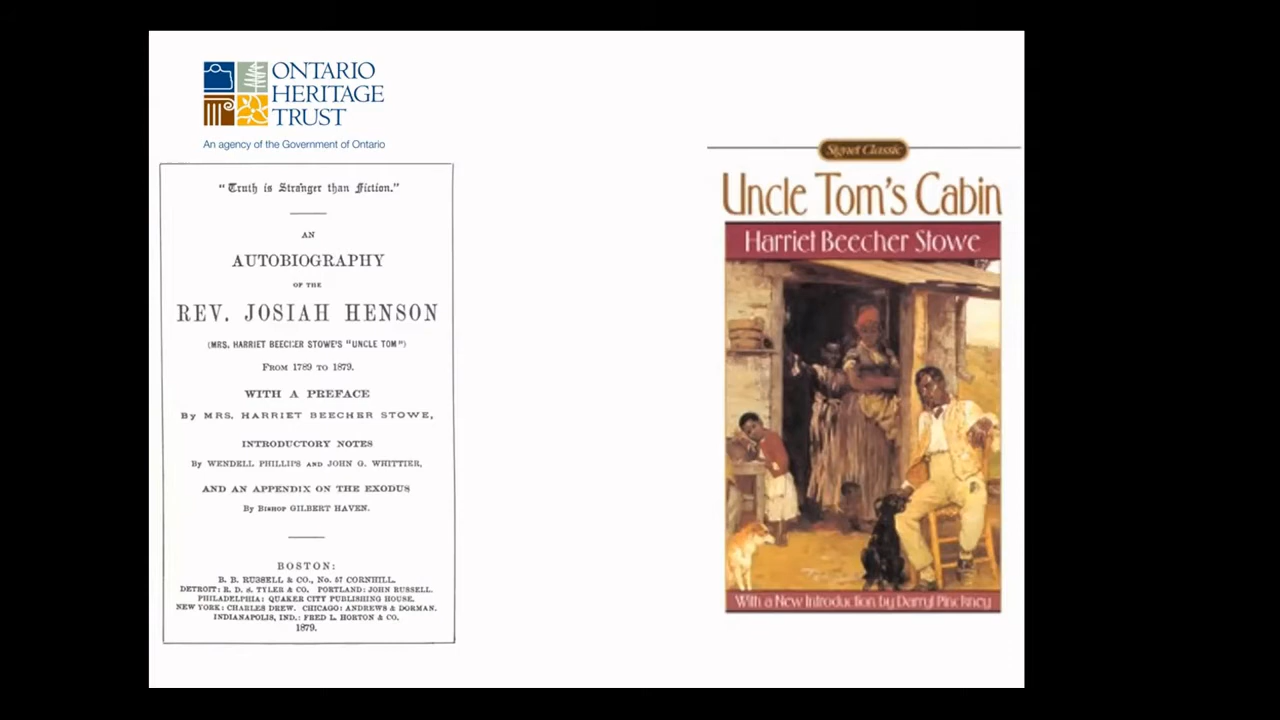 ONTARIO
HERITAGE
TRUST
An agency of the Government of Ontario
"Truth is Stranger than Fiction."
AN
AUTOBIOGRAPHY
OF THE
REV. JOSIAH HENSON
(MRS. HARRIET BEECHER STOWE'S "UNCLE TOM")
FROM 1789 TO 1879.
WITH A PREFACE
BY MRS. HARRIET BEECHER STOWE,
INTRODUCTORY NOTES
BY WENDELL PHILLIPS AND JOHN G. WHITTIER,
AND AN APPENDIX ON THE EXODUS
BY BISHOP GILBERT HAVEN.
BOSTON:
B. B. RUSSELL & CO., No. 57 CORNHILL.
DETROIT: R. D. S. TYLER & CO. PORTLAND: JOHN RUSSELL.
PHILADELPHIA: QUAKER CITY PUBLISHING HOUSE.
NEW YORK: CHARLES DREW. CHICAGO: ANDREWS & DORMAN.
INDIANAPOLIS, IND.: FRED L. HORTON & CO.
1879.
Signet Classic
Uncle Tom's Cabin
Harriet Beecher Stowe
With a New Introduction by Darryl Pinckney